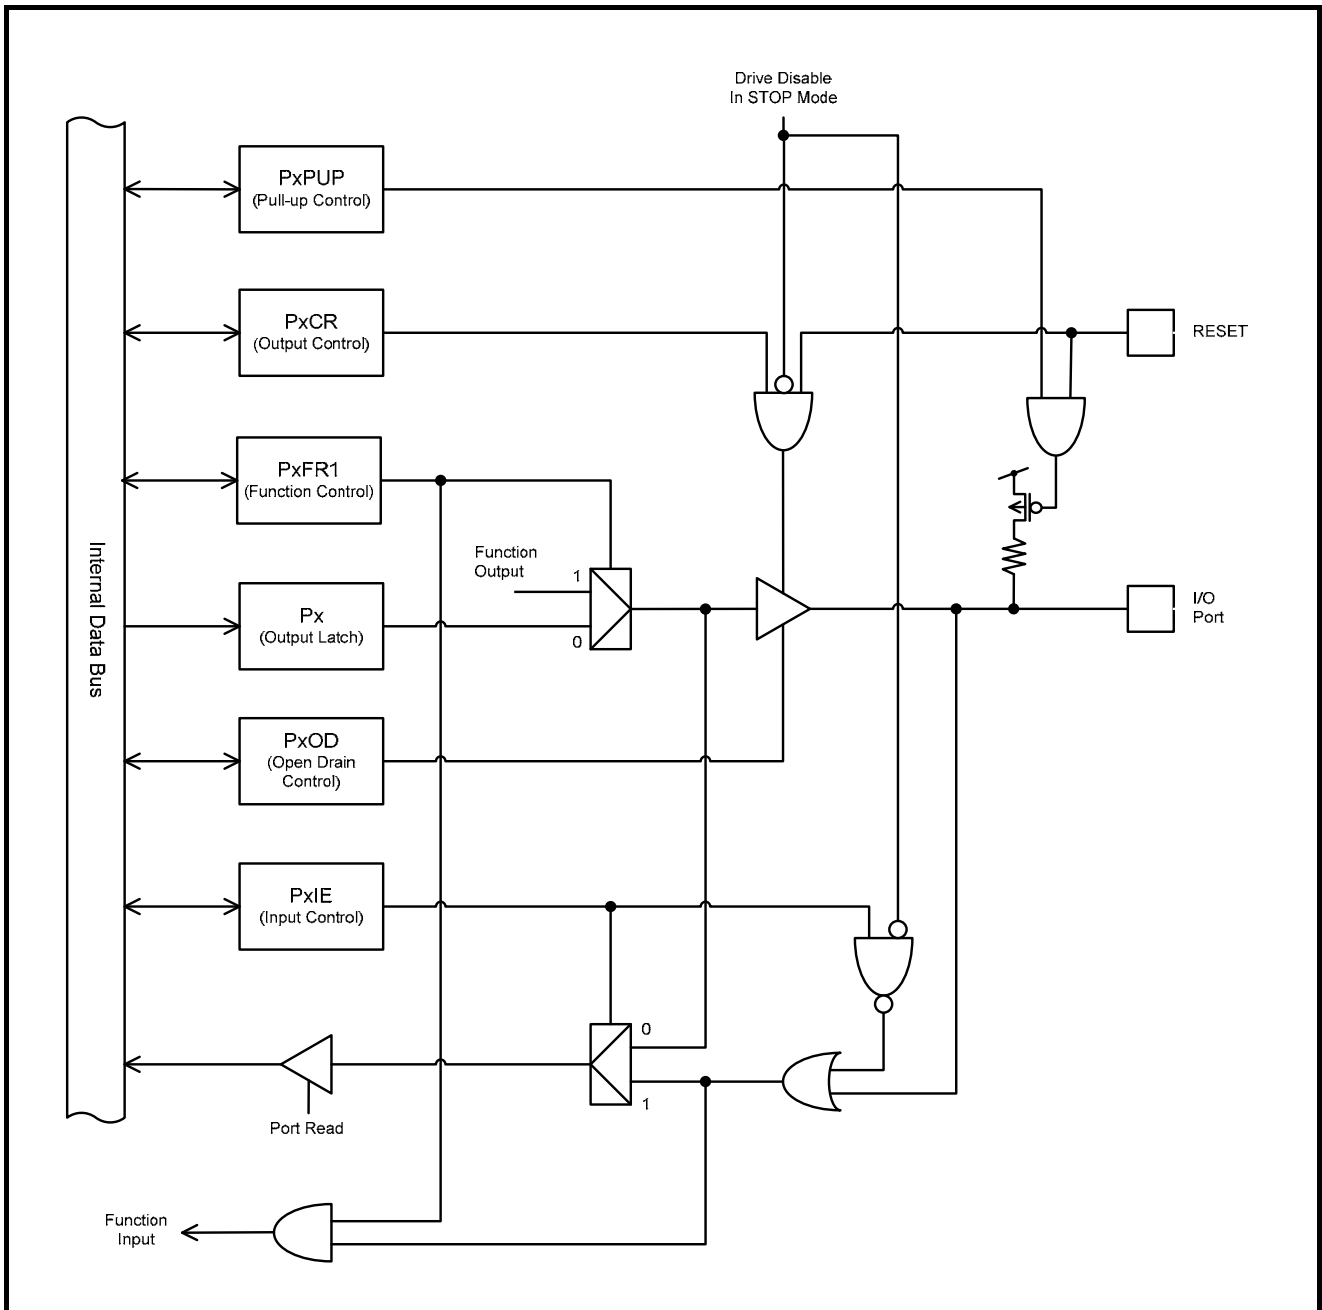 Drive Disable
In STOP Mode
PxPUP
(Pull-up Control)
PxCR
(Output Control)
RESET
PxFR1
(Function Control)
Internal Data Bus
Function
Output
1
0
Px
(Output Latch)
I/O
Port
PxOD
(Open Drain
Control)
PxIE
(Input Control)
0
1
Port Read
Function
Input